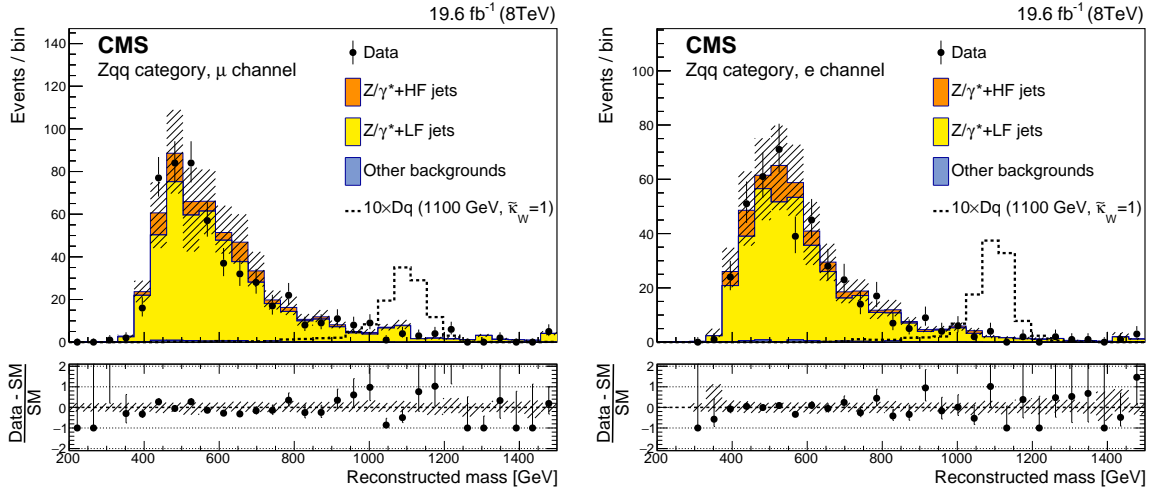 19.6 fb⁻¹ (8TeV)
CMS
Zqq category, μ channel
Events / bin
140
120
100
80
60
40
20
0
Data
Z/γ*+HF jets
Z/γ*+LF jets
Other backgrounds
10×Dq (1100 GeV, κ̃_W=1)
Data - SM
SM
2
1
0
−1
−2
200 400 600 800 1000 1200 1400
Reconstructed mass [GeV]
19.6 fb⁻¹ (8TeV)
CMS
Zqq category, e channel
Events / bin
100
80
60
40
20
0
Data
Z/γ*+HF jets
Z/γ*+LF jets
Other backgrounds
10×Dq (1100 GeV, κ̃_W=1)
Data - SM
SM
2
1
0
−1
−2
200 400 600 800 1000 1200 1400
Reconstructed mass [GeV]